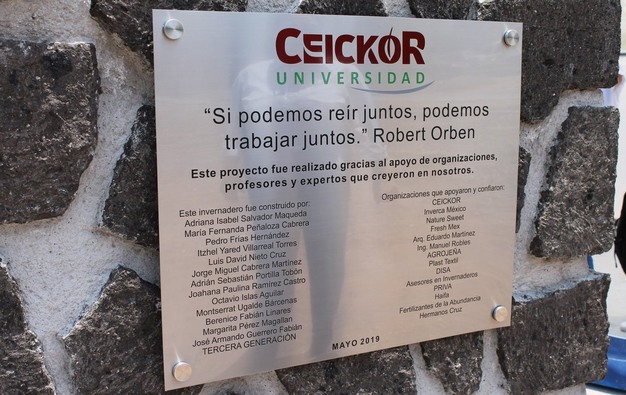 CEICKOR
UNIVERSIDAD
“Si podemos reír juntos, podemos
trabajar juntos.” Robert Orben
Este proyecto fue realizado gracias al apoyo de organizaciones,
profesores y expertos que creyeron en nosotros.
Este invernadero fue construido por:
Adriana Isabel Salvador Maqueda
María Fernanda Peñaloza Cabrera
Pedro Frias Hernández
Itzhel Yared Villarreal Torres
Luis David Nieto Cruz
Jorge Miguel Cabrera Martínez
Adrián Sebastián Portilla Tobón
Joahana Paulina Ramirez Castro
Octavio Islas Aguilar
Montserrat Ugalde Bárcenas
Berenice Fabián Linares
Margarita Pérez Magallan
José Armando Guerrero Fabián
TERCERA GENERACIÓN
Organizaciones que apoyaron y confiaron:
CEICKOR
Inverca México
Nature Sweet
Fresh Mex
Arq. Eduardo Martínez
Ing. Manuel Robles
AGROJEÑA
Plast Textil
DISA
Asesores en Invernaderos
PRIVA
Haifa
Fertilizantes de la Abundancia
Hermanos Cruz
MAYO 2019